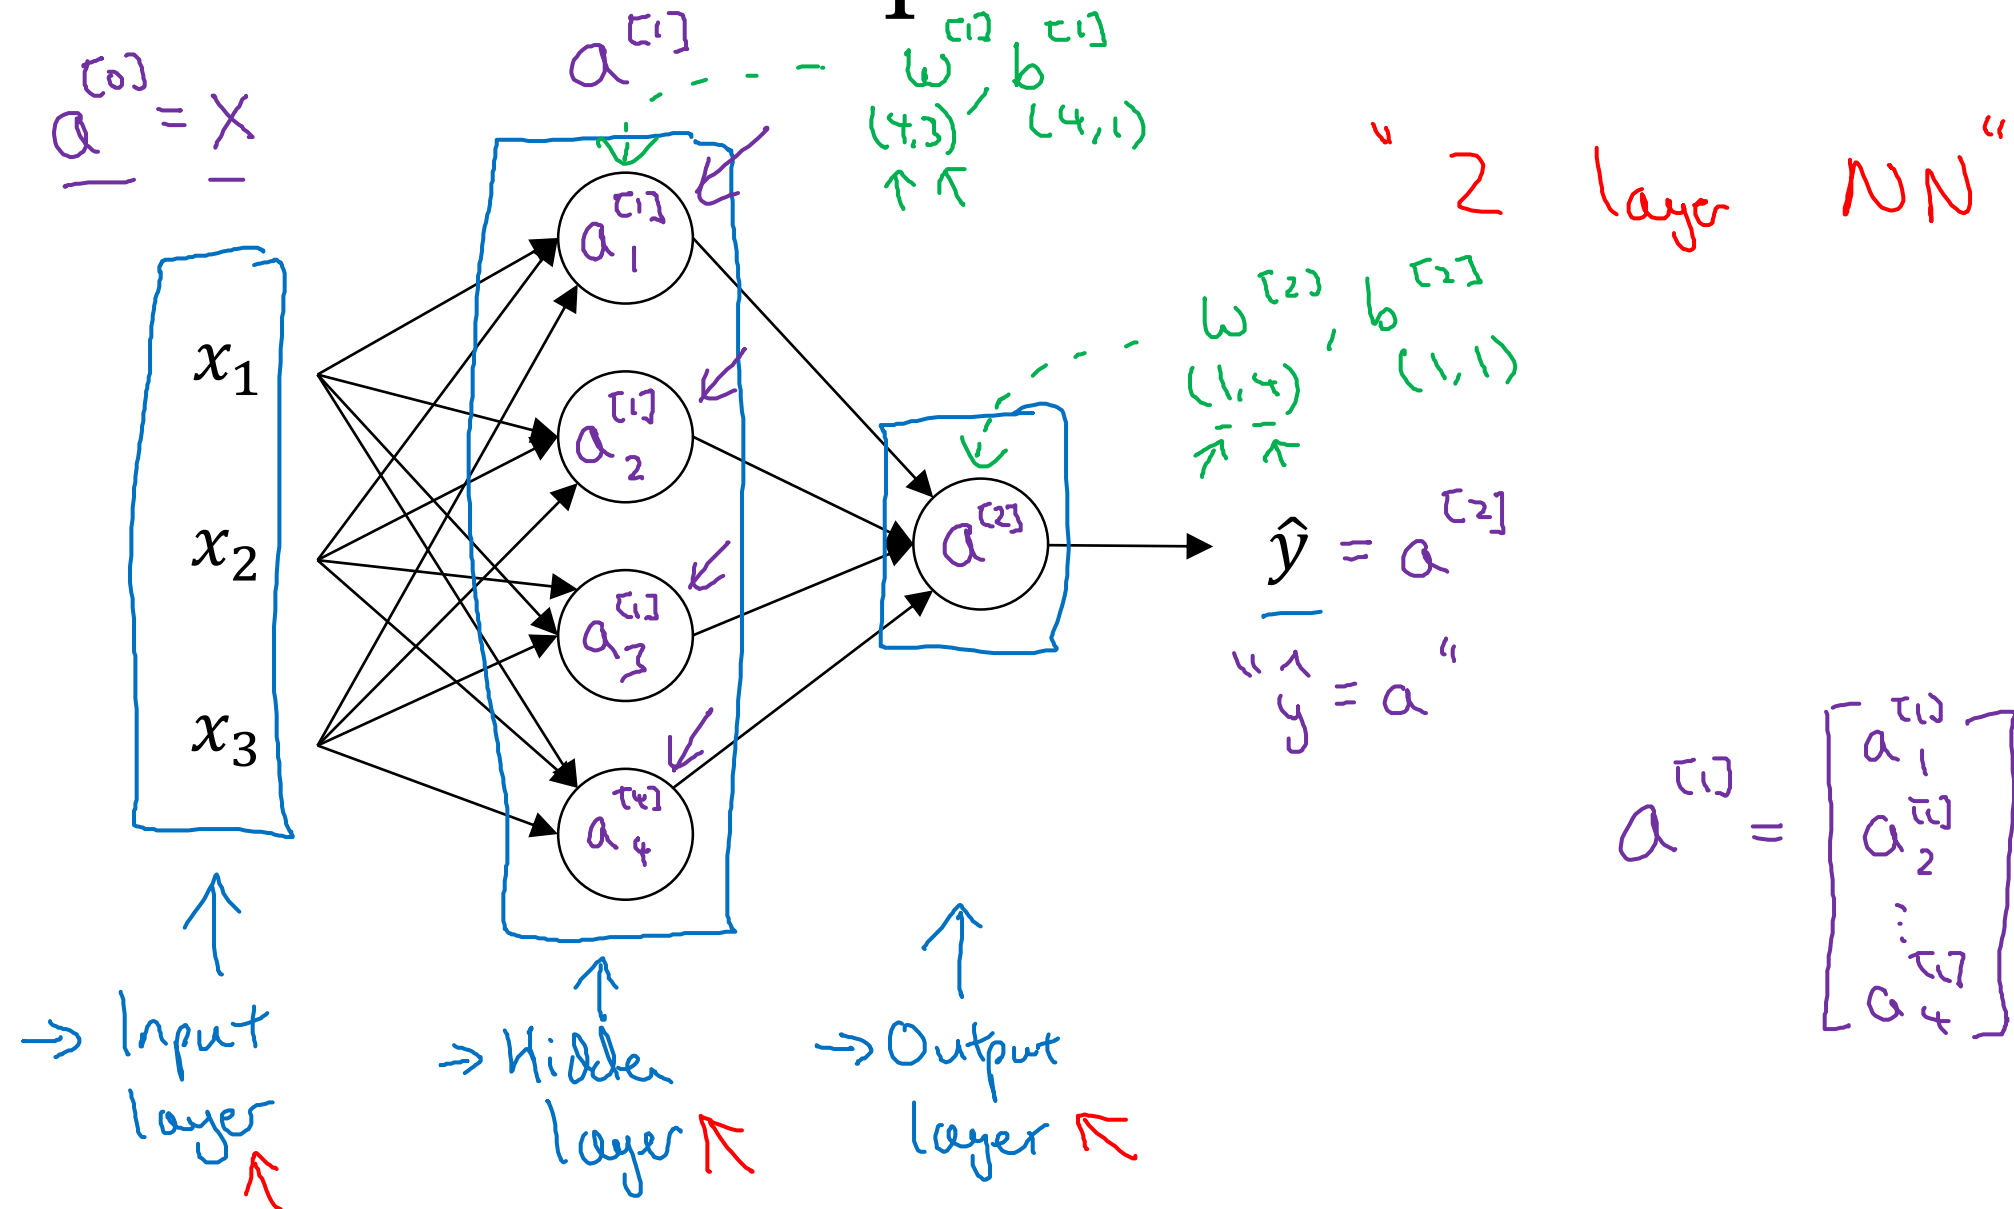 a^[0] = X
a^[1]
w^[1], b^[1]
(4,3) (4,1)
"2 layer NN"
x₁
x₂
x₃
a₁^[1]
a₂^[1]
a₃^[1]
a₄^[4]
w^[2], b^[2]
(1,4) (1,1)
a^[2]
ŷ = a^[2]
"ŷ = a"
a^[1] = [a₁^[1]
a₂^[1]
⋮
a₄^[1]]
→ Input
layer
→ Hidden
layer
→ Output
layer